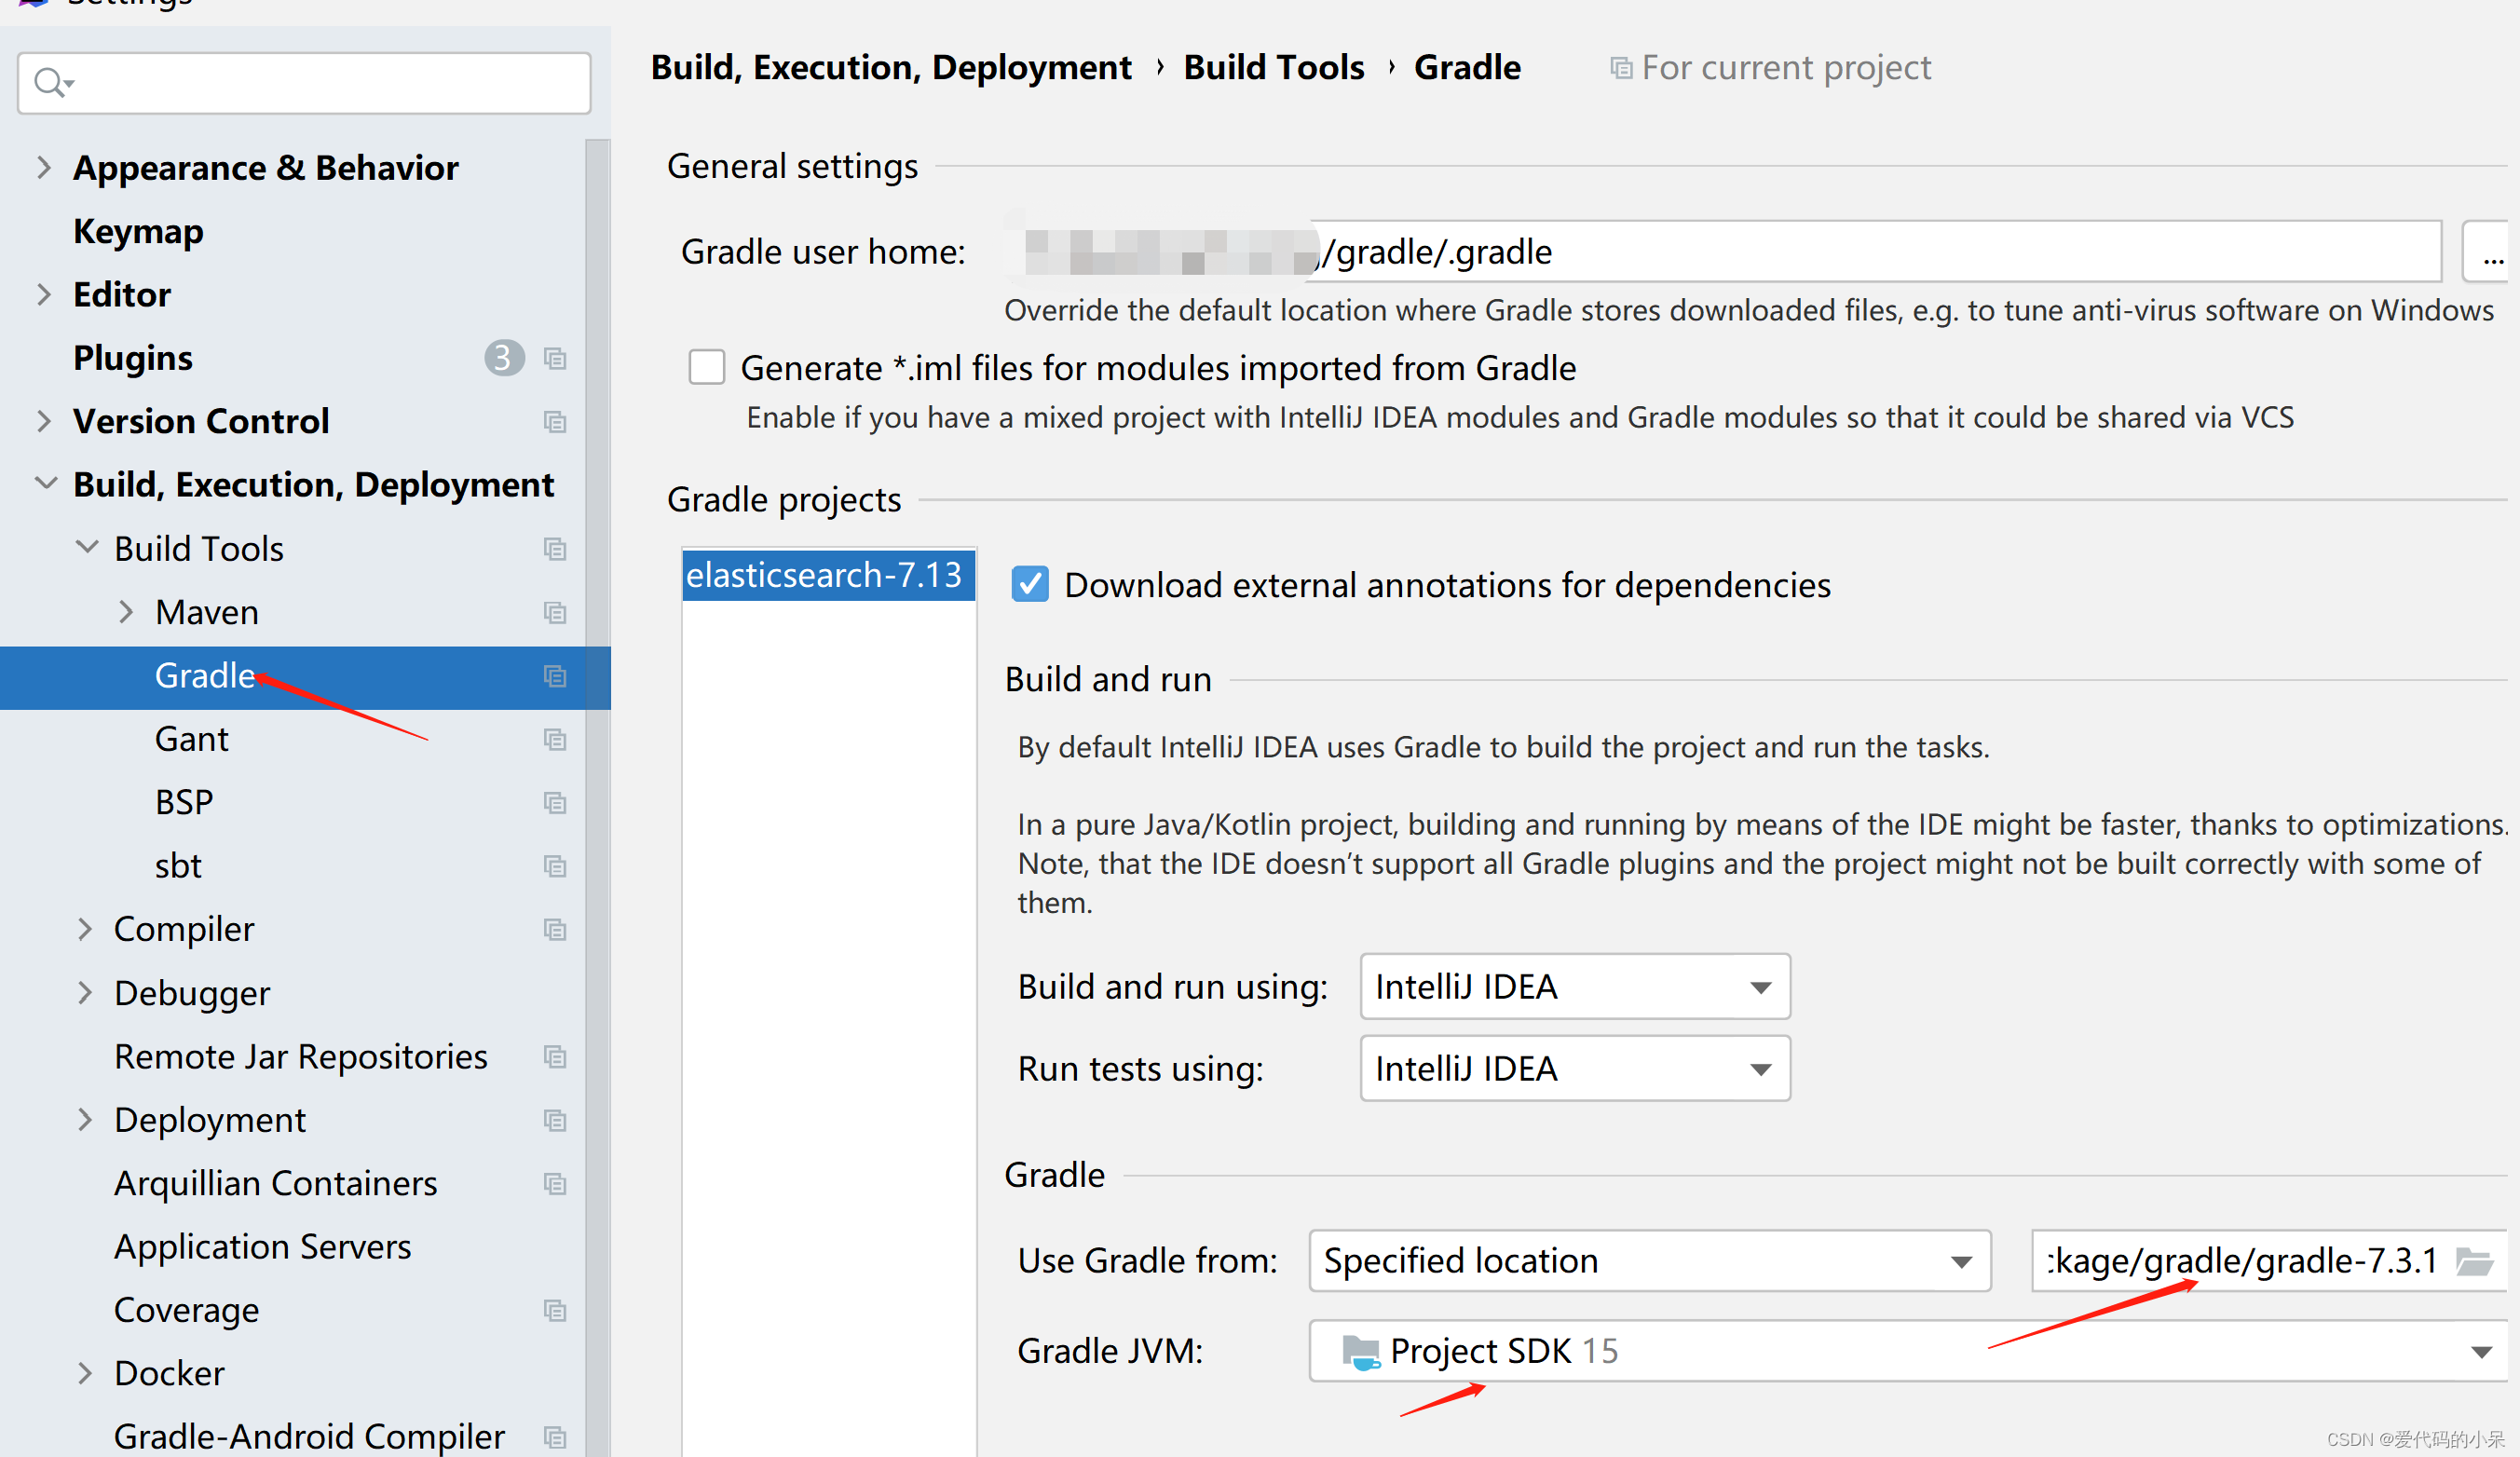 Settings
Build, Execution, Deployment › Build Tools › Gradle For current project
Appearance & Behavior
Keymap
Editor
Plugins 3
Version Control
Build, Execution, Deployment
Build Tools
Maven
Gradle
Gant
BSP
sbt
Compiler
Debugger
Remote Jar Repositories
Deployment
Arquillian Containers
Application Servers
Coverage
Docker
Gradle-Android Compiler
General settings
Gradle user home: /gradle/.gradle ...
Override the default location where Gradle stores downloaded files, e.g. to tune anti-virus software on Windows
Generate *.iml files for modules imported from Gradle
Enable if you have a mixed project with IntelliJ IDEA modules and Gradle modules so that it could be shared via VCS
Gradle projects
elasticsearch-7.13
Download external annotations for dependencies
Build and run
By default IntelliJ IDEA uses Gradle to build the project and run the tasks.
In a pure Java/Kotlin project, building and running by means of the IDE might be faster, thanks to optimizations.
Note, that the IDE doesn’t support all Gradle plugins and the project might not be built correctly with some of
them.
Build and run using: IntelliJ IDEA
Run tests using: IntelliJ IDEA
Gradle
Use Gradle from: Specified location ckage/gradle/gradle-7.3.1
Gradle JVM: Project SDK 15
CSDN @爱代码的小呆